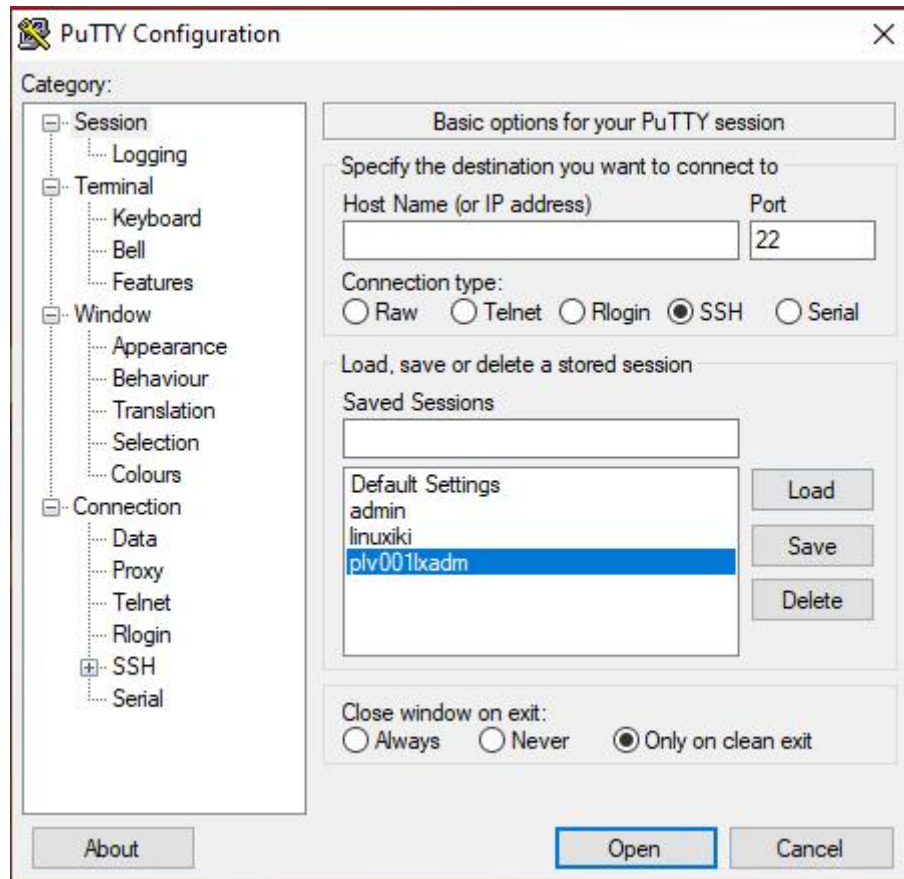 PuTTY Configuration
Category:
Session
Logging
Terminal
Keyboard
Bell
Features
Window
Appearance
Behaviour
Translation
Selection
Colours
Connection
Data
Proxy
Telnet
Rlogin
SSH
Serial
Basic options for your PuTTY session
Specify the destination you want to connect to
Host Name (or IP address) Port
22
Connection type:
Raw Telnet Rlogin SSH Serial
Load, save or delete a stored session
Saved Sessions
Default Settings
admin
linuxiki
plv001lxadm
Load
Save
Delete
Close window on exit:
Always Never Only on clean exit
About Open Cancel